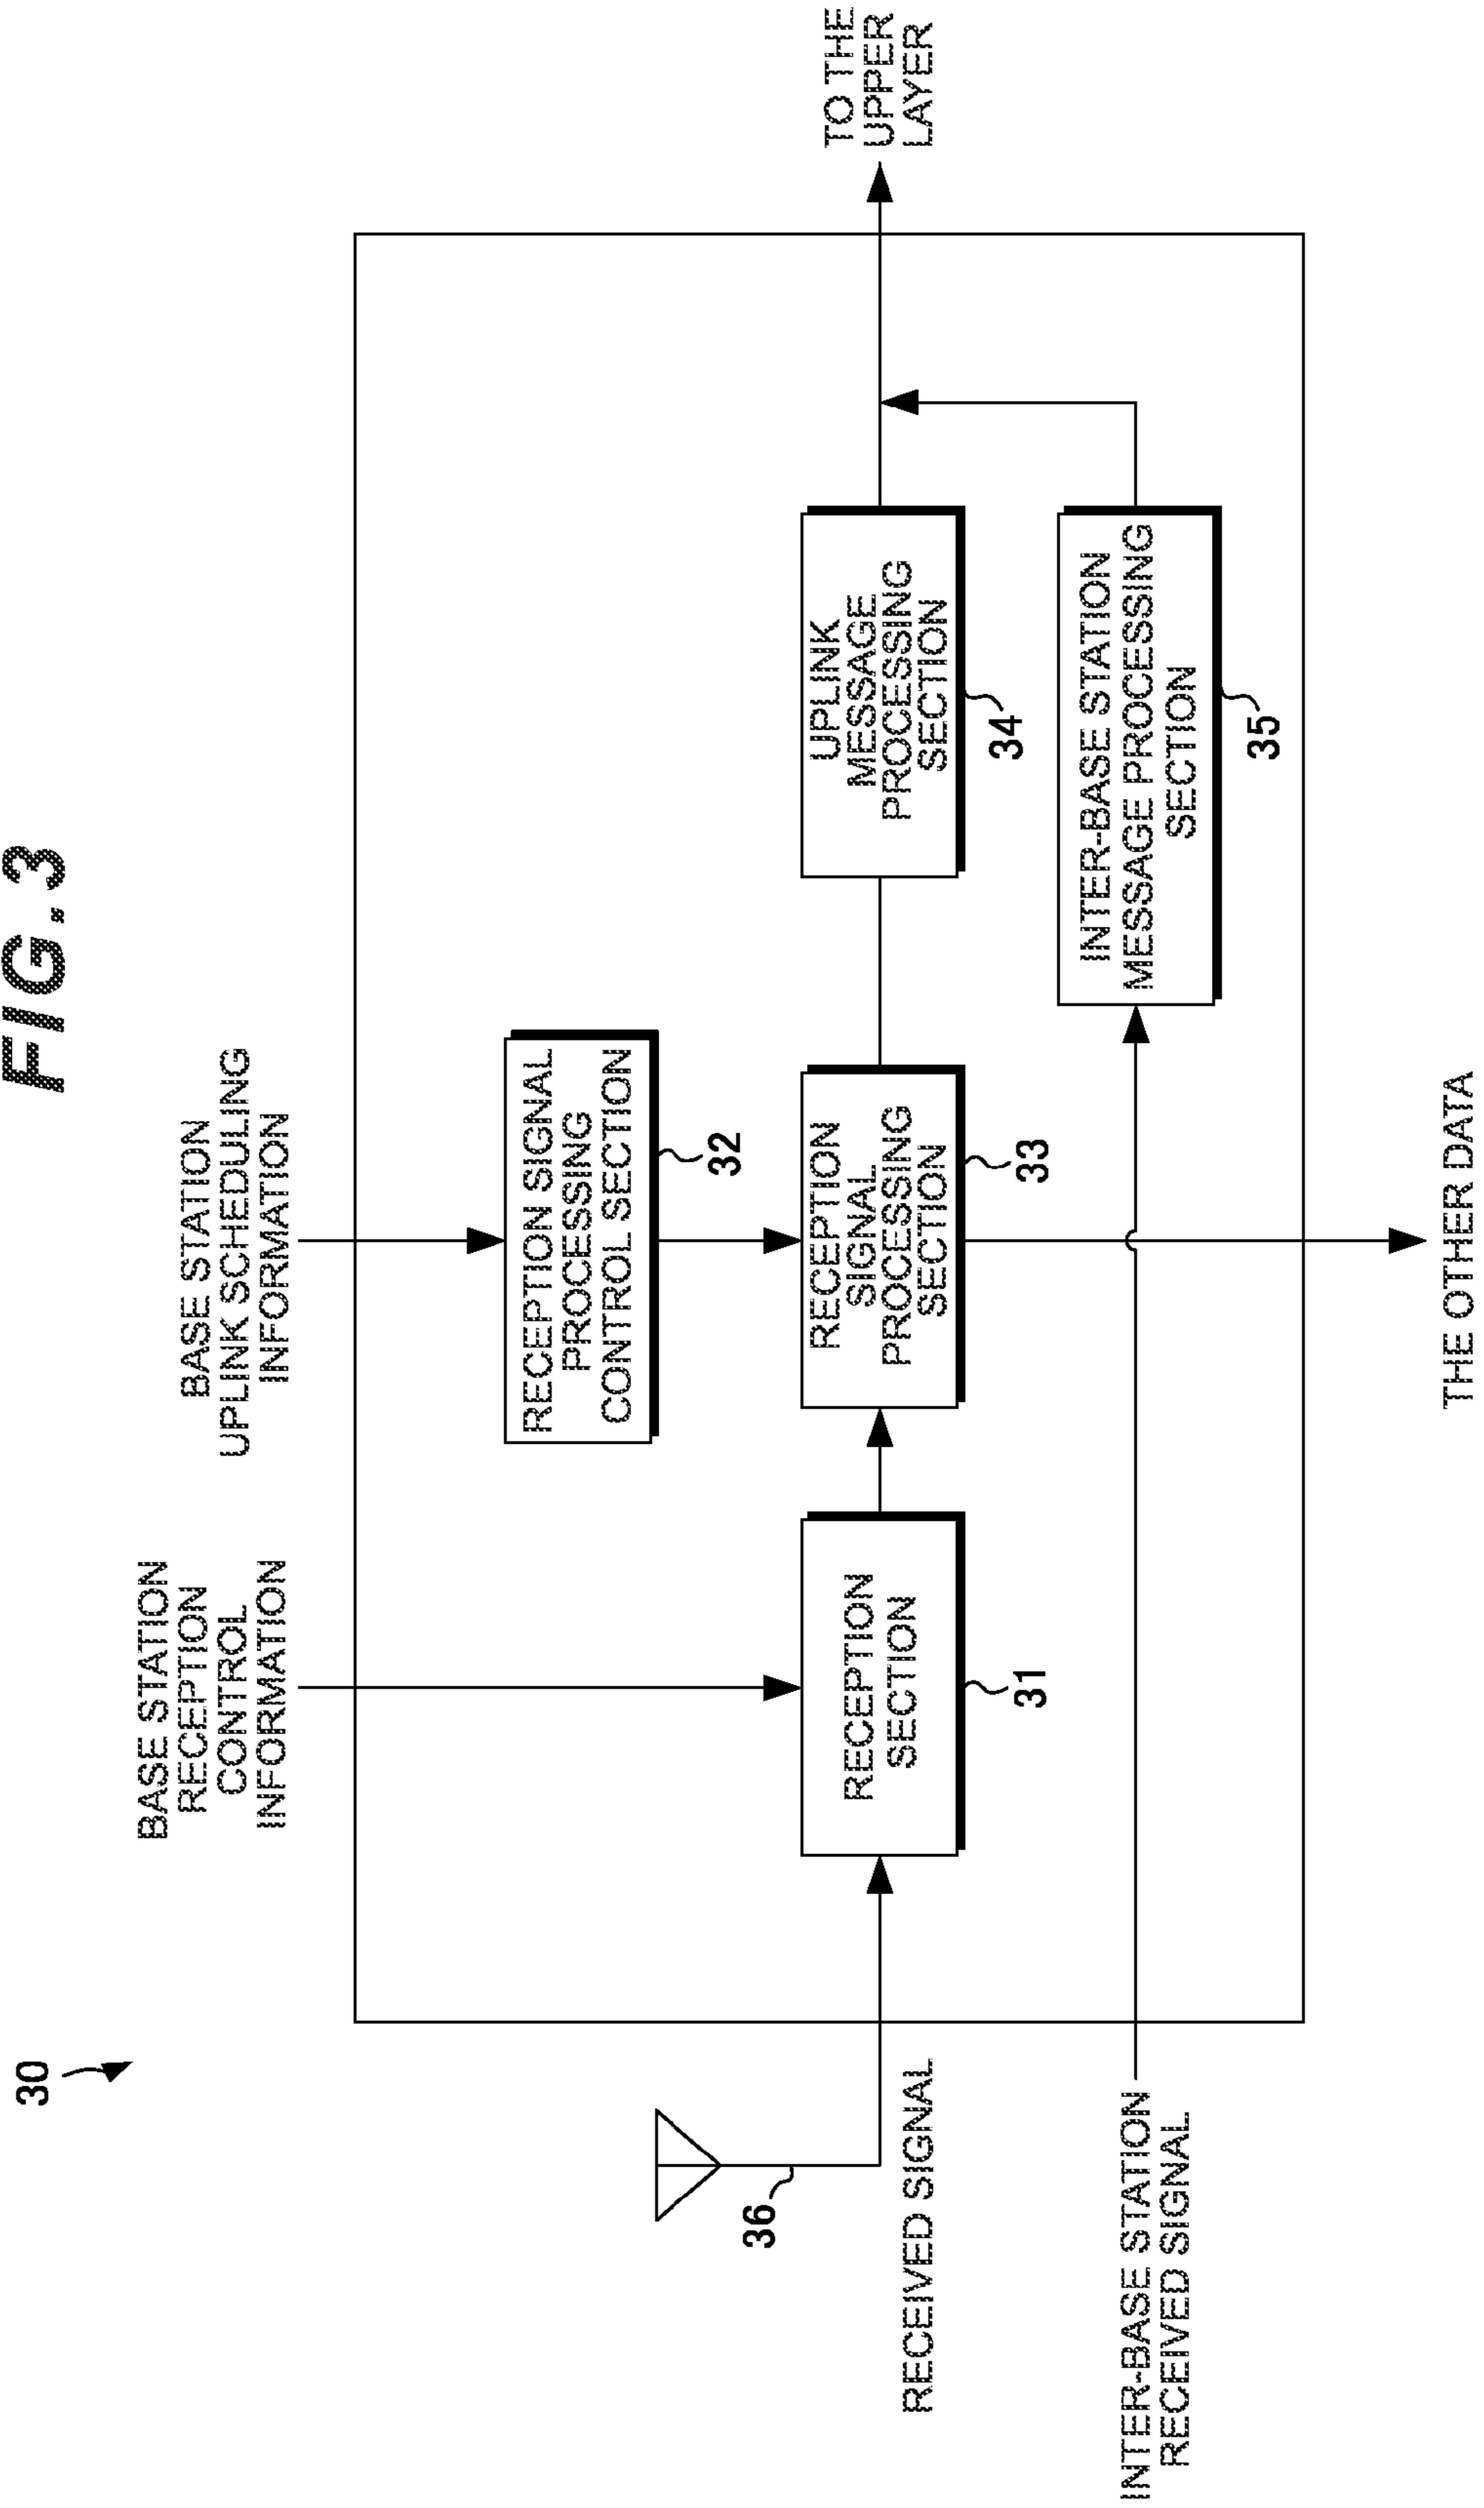 FIG. 3
30
BASE STATION
RECEPTION
CONTROL
INFORMATION
BASE STATION
UPLINK SCHEDULING
INFORMATION
RECEPTION SIGNAL
PROCESSING
CONTROL SECTION
32
36
RECEIVED SIGNAL
RECEPTION
SECTION
31
RECEPTION
SIGNAL
PROCESSING
SECTION
33
UPLINK
MESSAGE
PROCESSING
SECTION
34
TO THE
UPPER
LAYER
INTER-BASE STATION
RECEIVED SIGNAL
INTER-BASE STATION
MESSAGE PROCESSING
SECTION
35
THE OTHER DATA